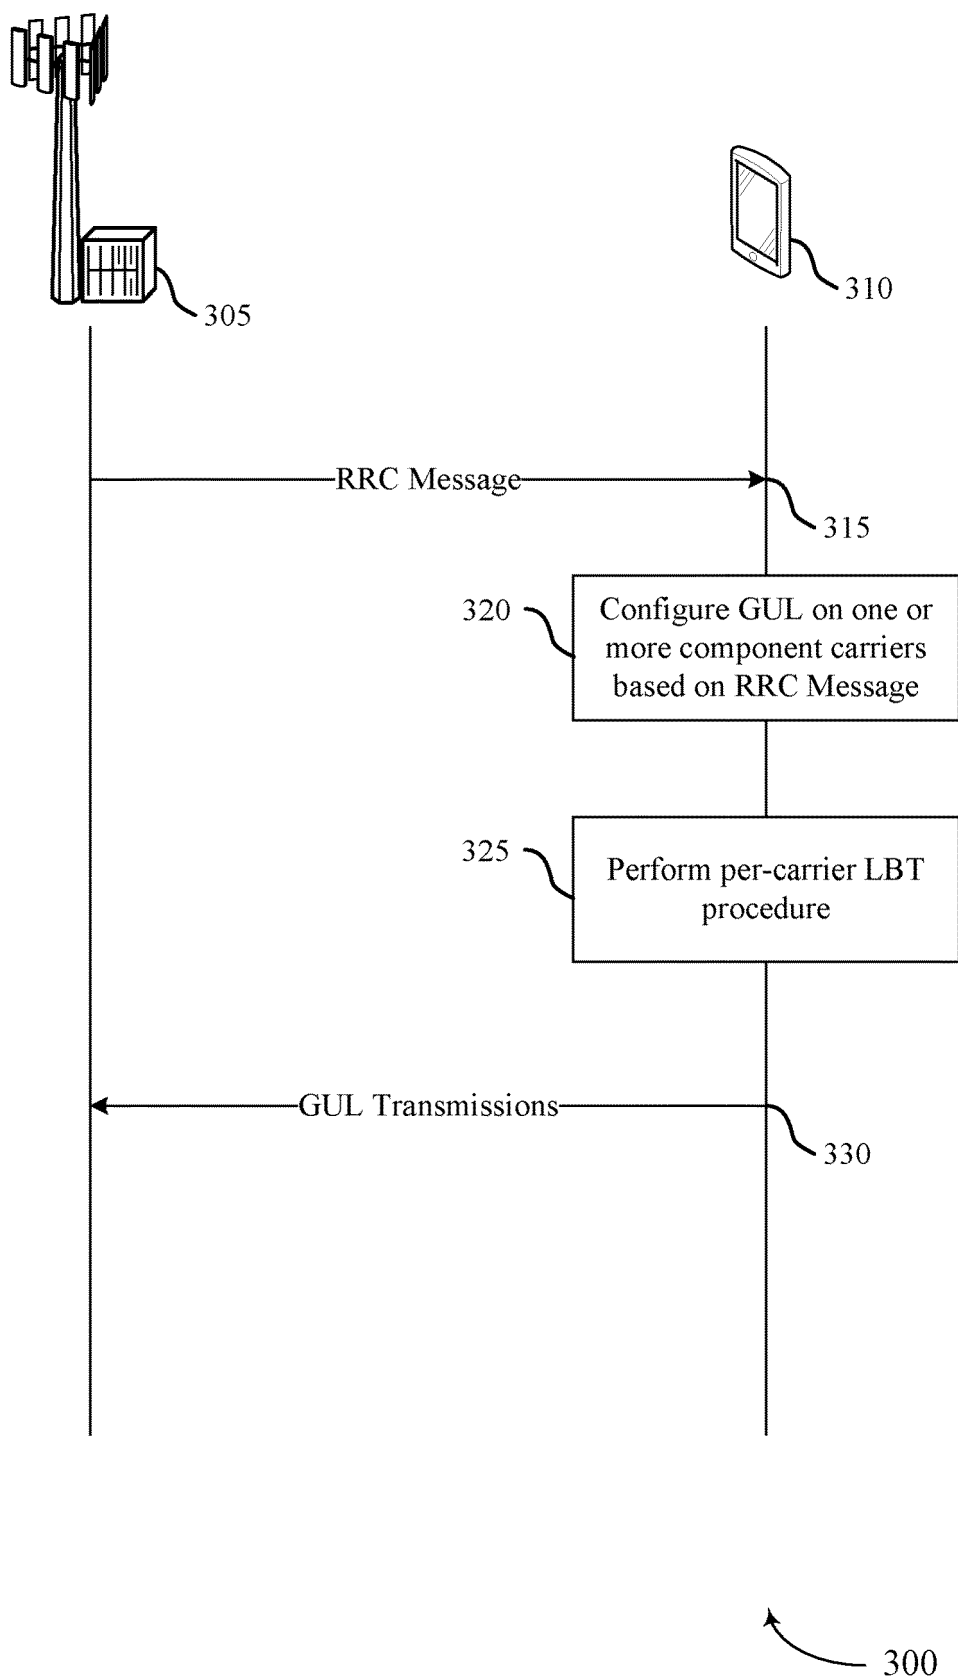 310
305
RRC Message
315
320
Configure GUL on one or
more component carriers
based on RRC Message
325
Perform per-carrier LBT
procedure
GUL Transmissions
330
300